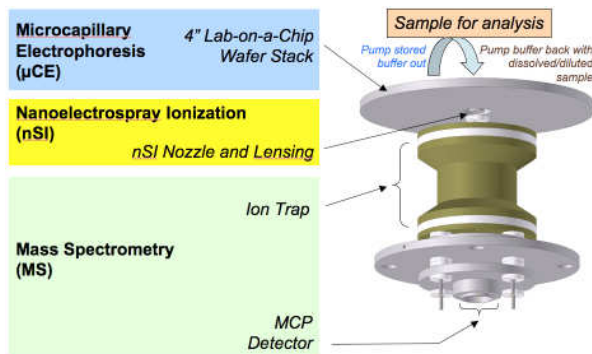 Microcapillary
Electrophoresis
(µCE)
4” Lab-on-a-Chip
Wafer Stack
Sample for analysis
Pump stored
buffer out
Pump buffer back with
dissolved/diluted
sample
Nanoelectrospray Ionization
(nSI)
nSI Nozzle and Lensing
Ion Trap
Mass Spectrometry
(MS)
MCP
Detector